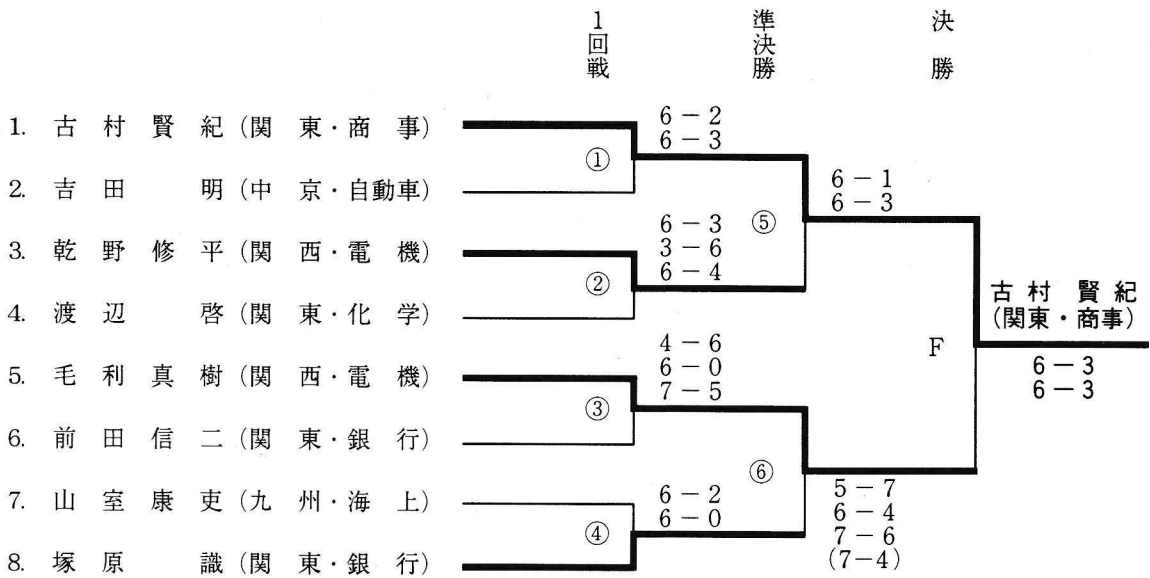 1回戦 準決勝 決勝
1. 古村賢紀(関東・商事)
2. 吉田明(中京・自動車)
3. 乾野修平(関西・電機)
4. 渡辺啓(関東・化学)
5. 毛利真樹(関西・電機)
6. 前田信二(関東・銀行)
7. 山室康吏(九州・海上)
8. 塚原識(関東・銀行)
①
6-2
6-3
②
6-3
3-6
6-4
③
4-6
6-0
7-5
④
6-2
6-0
⑤
6-1
6-3
⑥
5-7
6-4
7-6
(7-4)
F
古村賢紀
(関東・商事)
6-3
6-3